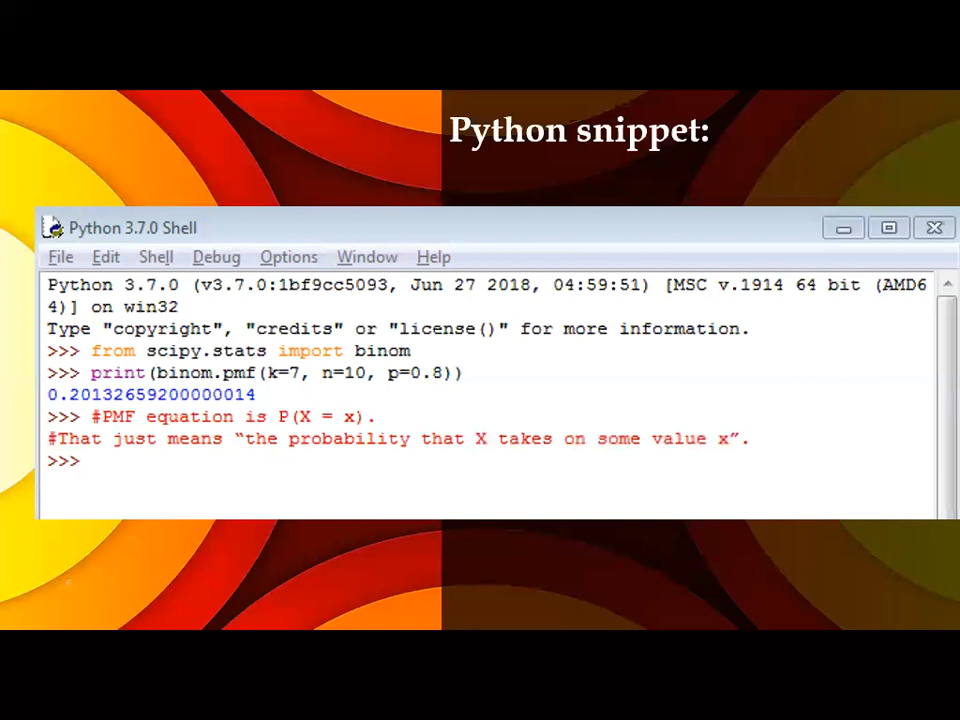 Python snippet:
Python 3.7.0 Shell
File Edit Shell Debug Options Window Help
Python 3.7.0 (v3.7.0:1bf9cc5093, Jun 27 2018, 04:59:51) [MSC v.1914 64 bit (AMD6
4)] on win32
Type "copyright", "credits" or "license()" for more information.
>>> from scipy.stats import binom
>>> print(binom.pmf(k=7, n=10, p=0.8))
0.20132659200000014
>>> #PMF equation is P(X = x).
#That just means “the probability that X takes on some value x”.
>>>